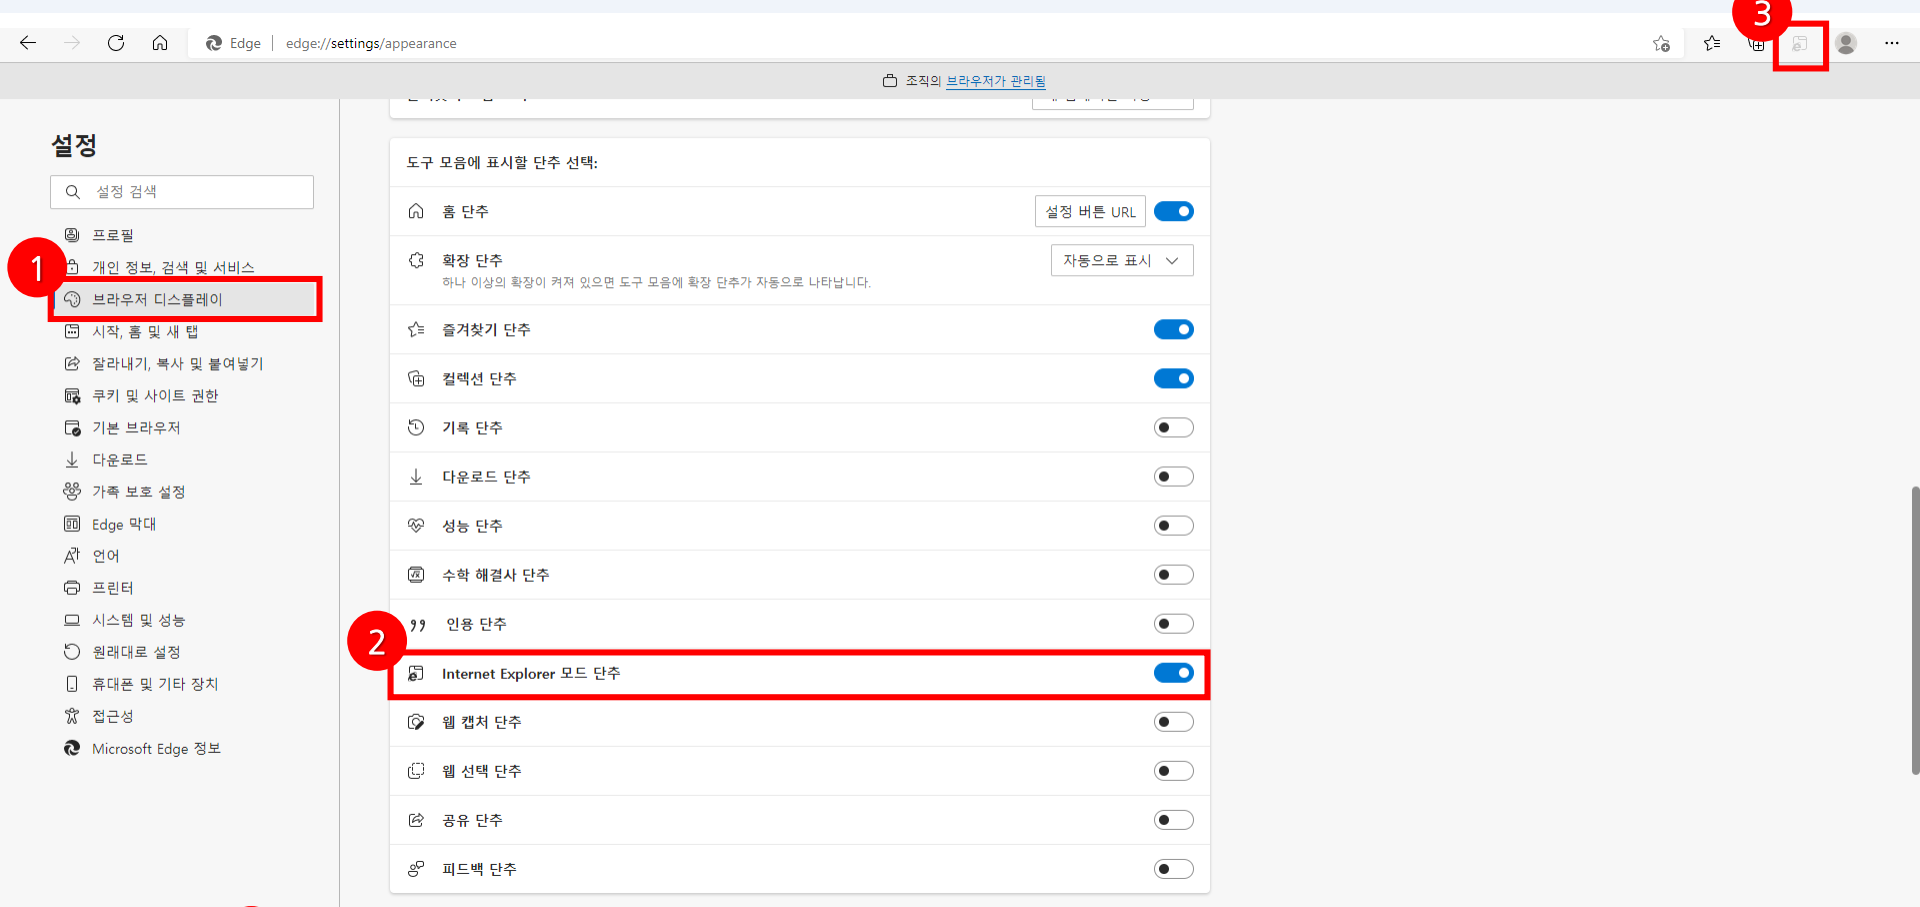 3
Edge edge://settings/appearance
조직의 브라우저가 관리됨
설정
설정 검색
프로필
1
개인 정보, 검색 및 서비스
브라우저 디스플레이
시작, 홈 및 새 탭
잘라내기, 복사 및 붙여넣기
쿠키 및 사이트 권한
기본 브라우저
다운로드
가족 보호 설정
Edge 막대
언어
프린터
시스템 및 성능
원래대로 설정
휴대폰 및 기타 장치
접근성
Microsoft Edge 정보
도구 모음에 표시할 단추 선택:
홈 단추
설정 버튼 URL
확장 단추
하나 이상의 확장이 켜져 있으면 도구 모음에 확장 단추가 자동으로 나타납니다.
자동으로 표시
즐겨찾기 단추
컬렉션 단추
기록 단추
다운로드 단추
성능 단추
수학 해결사 단추
인용 단추
2
Internet Explorer 모드 단추
웹 캡처 단추
웹 선택 단추
공유 단추
피드백 단추